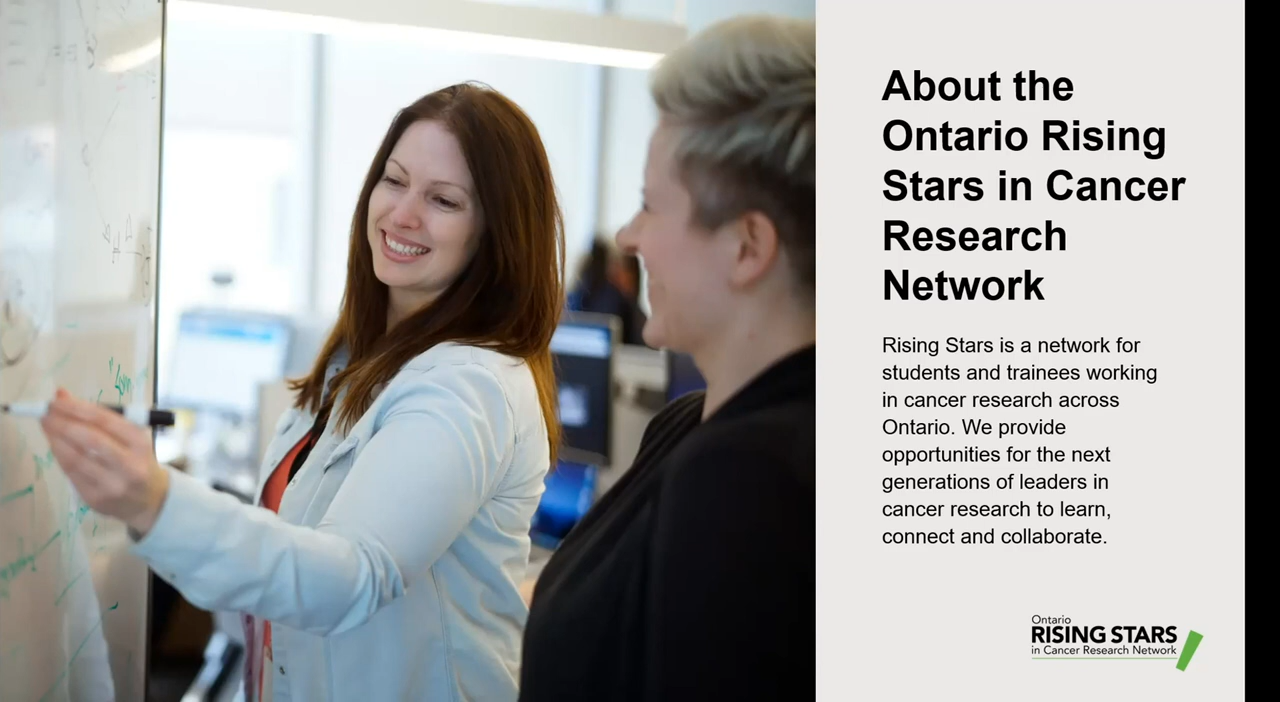 About the
Ontario Rising
Stars in Cancer
Research
Network
Rising Stars is a network for
students and trainees working
in cancer research across
Ontario. We provide
opportunities for the next
generations of leaders in
cancer research to learn,
connect and collaborate.
Ontario
RISING STARS
in Cancer Research Network